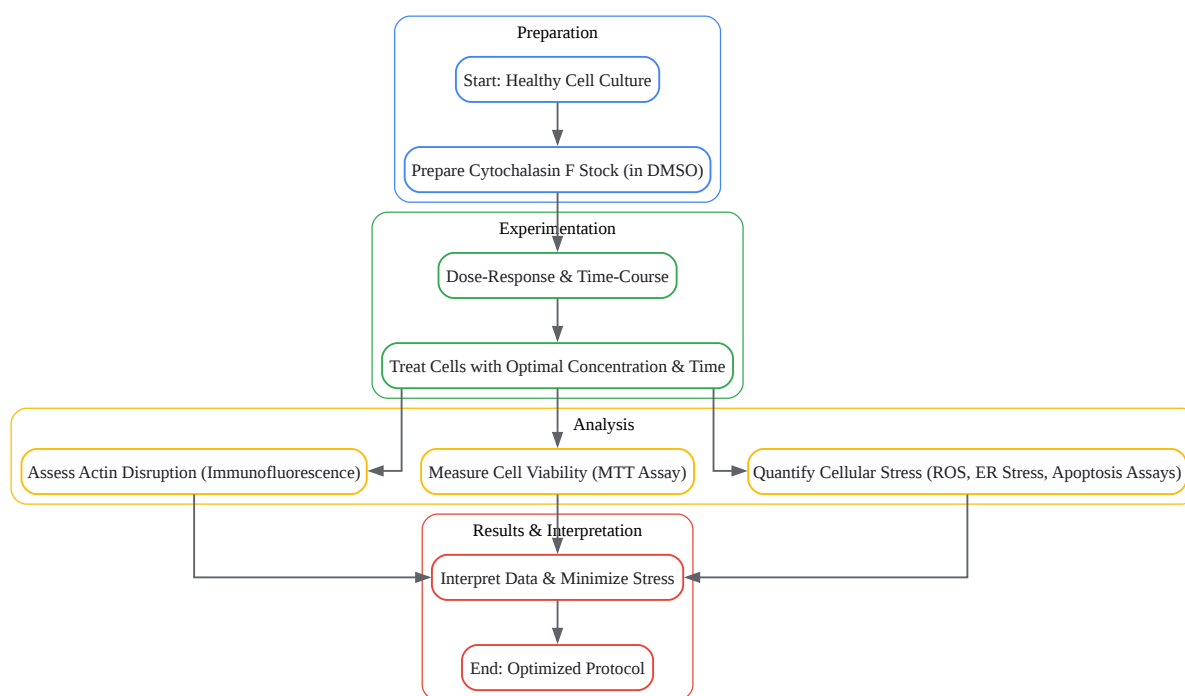 Preparation
Start: Healthy Cell Culture
Prepare Cytochalasin F Stock (in DMSO)
Experimentation
Dose-Response & Time-Course
Treat Cells with Optimal Concentration & Time
Analysis
Assess Actin Disruption (Immunofluorescence)
Measure Cell Viability (MTT Assay)
Quantify Cellular Stress (ROS, ER Stress, Apoptosis Assays)
Results & Interpretation
Interpret Data & Minimize Stress
End: Optimized Protocol